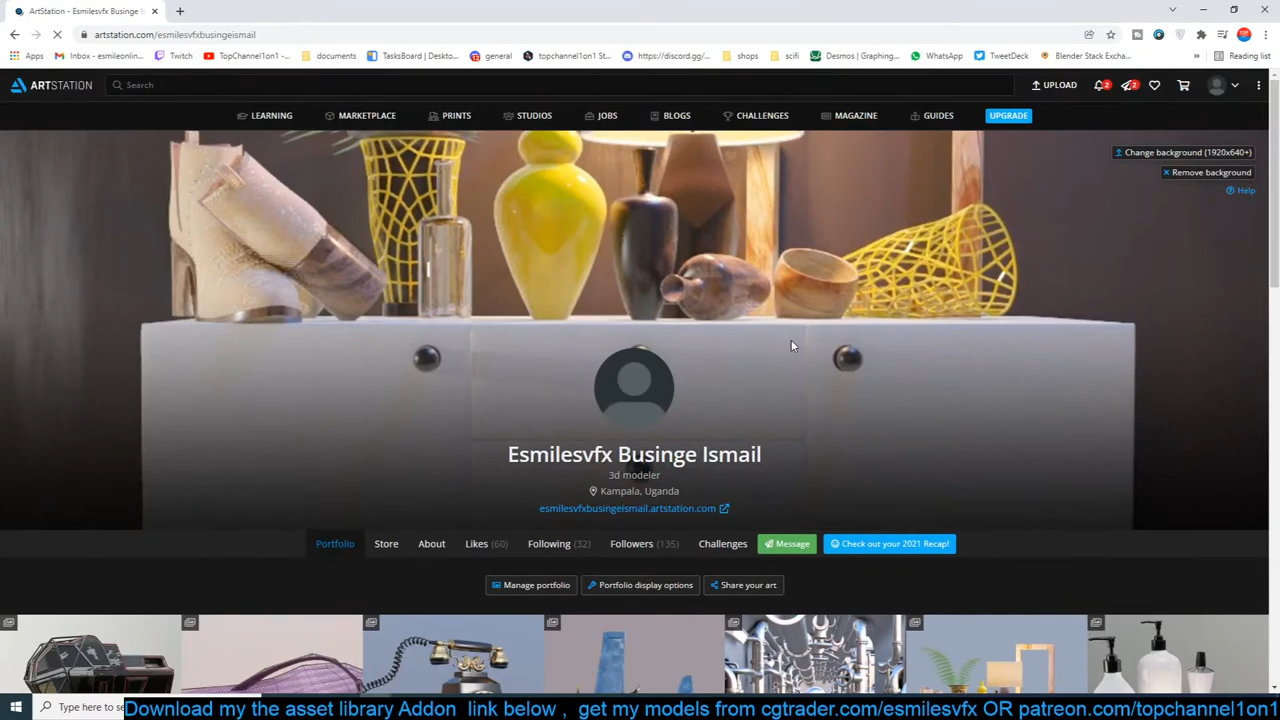 ArtStation - Esmilesvfx Businge
artstation.com/esmilesvfxbusingeismail
Apps
Inbox - esmileonlin...
Twitch
TopChannel1on1 - ...
documents
TasksBoard | Deskto...
general
topchannel1on1 St...
https://discord.gg/...
shops
scifi
Desmos | Graphing...
WhatsApp
TweetDeck
Blender Stack Excha...
»
Reading list
ARTSTATION
Search
UPLOAD
2
2
LEARNING
MARKETPLACE
PRINTS
STUDIOS
JOBS
BLOGS
CHALLENGES
MAGAZINE
GUIDES
UPGRADE
Change background (1920x640+)
Remove background
Help
Esmilesvfx Businge Ismail
3d modeler
Kampala, Uganda
esmilesvfxbusingeismail.artstation.com
Portfolio
Store
About
Likes (60)
Following (32)
Followers (135)
Challenges
Message
Check out your 2021 Recap!
Manage portfolio
Portfolio display options
Share your art
Type here to se
Download my the asset library Addon link below , get my models from cgtrader.com/esmilesvfx OR patreon.com/topchannel1on1